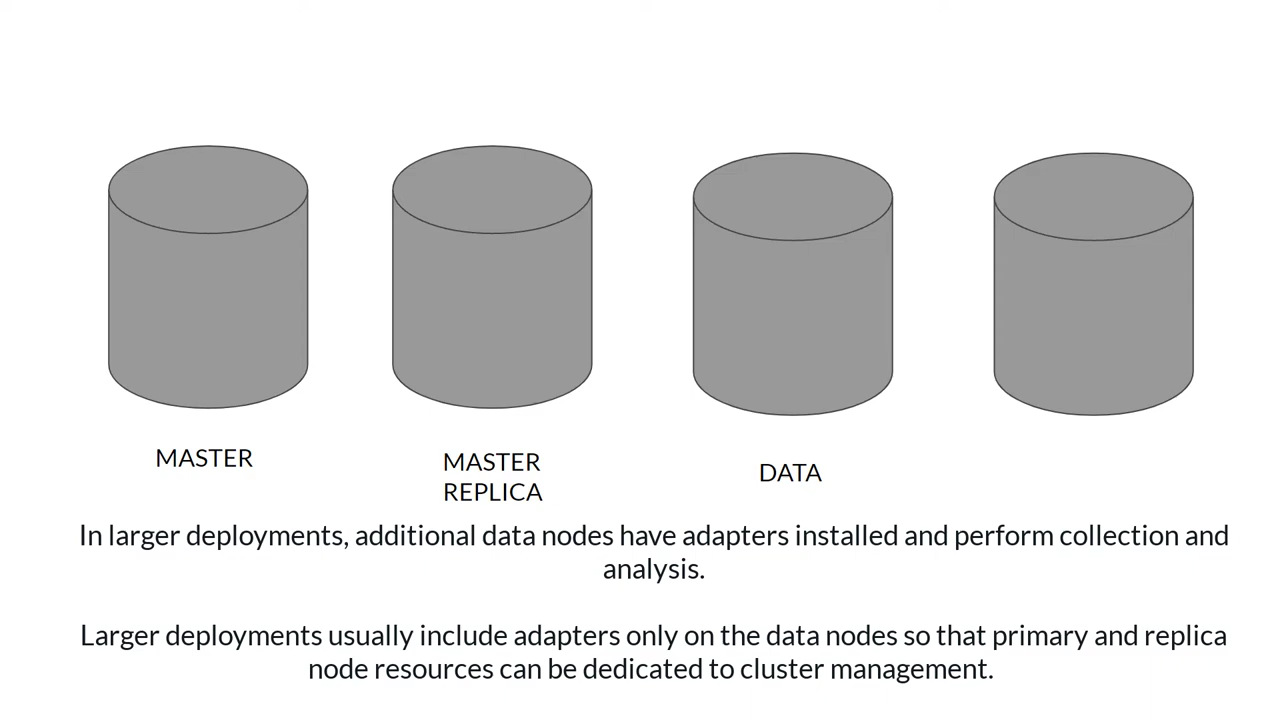 MASTER
MASTER
REPLICA
DATA
In larger deployments, additional data nodes have adapters installed and perform collection and
analysis.
Larger deployments usually include adapters only on the data nodes so that primary and replica
node resources can be dedicated to cluster management.